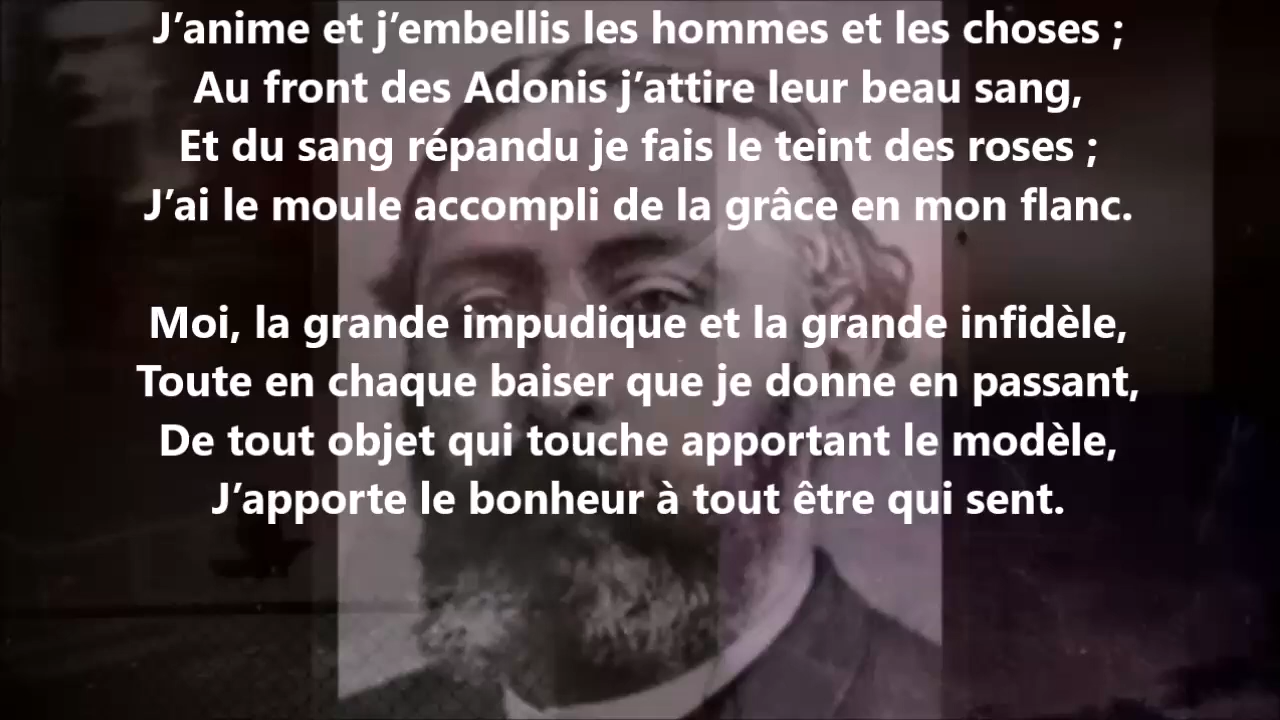 J’anime et j’embellis les hommes et les choses ;
Au front des Adonis j’attire leur beau sang,
Et du sang répandu je fais le teint des roses ;
J’ai le moule accompli de la grâce en mon flanc.
Moi, la grande impudique et la grande infidèle,
Toute en chaque baiser que je donne en passant,
De tout objet qui touche apportant le modèle,
J’apporte le bonheur à tout être qui sent.